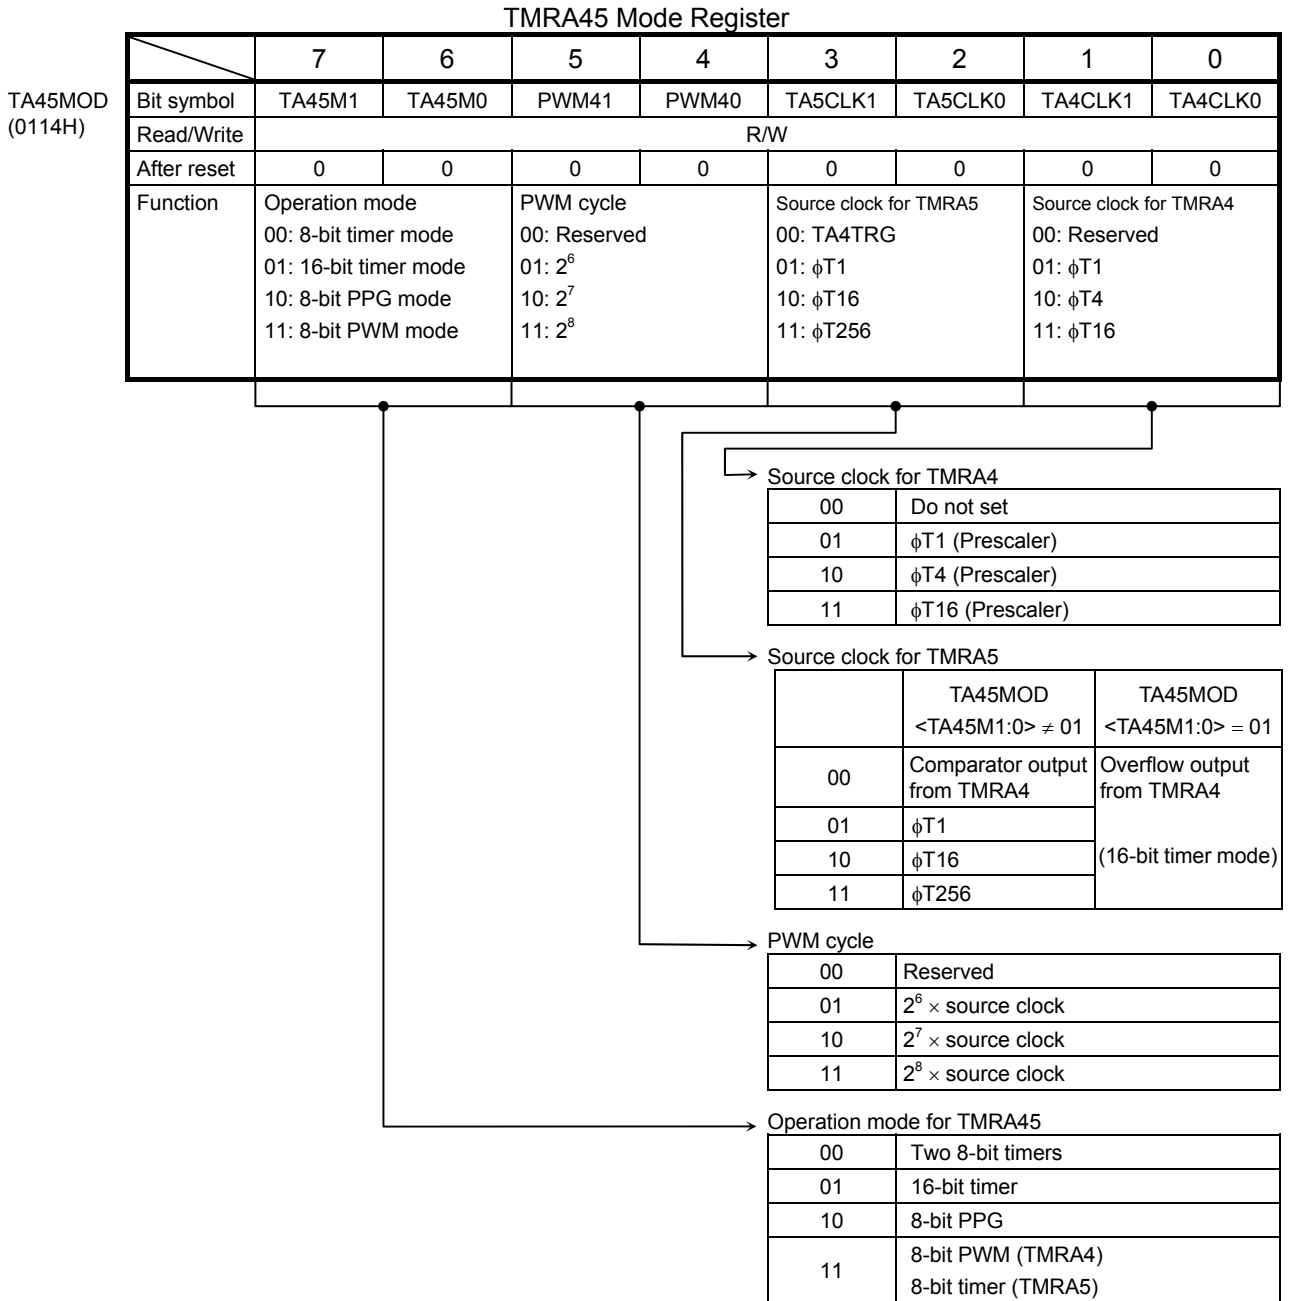 TMRA45 Mode Register
7 6 5 4 3 2 1 0
TA45MOD
(0114H)
Bit symbol TA45M1 TA45M0 PWM41 PWM40 TA5CLK1 TA5CLK0 TA4CLK1 TA4CLK0
Read/Write R/W
After reset 0 0 0 0 0 0 0 0
Function Operation mode PWM cycle Source clock for TMRA5 Source clock for TMRA4
00: 8-bit timer mode 00: Reserved 00: TA4TRG 00: Reserved
01: 16-bit timer mode 01: 2^6 01: ϕT1 01: ϕT1
10: 8-bit PPG mode 10: 2^7 10: ϕT16 10: ϕT4
11: 8-bit PWM mode 11: 2^8 11: ϕT256 11: ϕT16
Source clock for TMRA4
00 Do not set
01 ϕT1 (Prescaler)
10 ϕT4 (Prescaler)
11 ϕT16 (Prescaler)
Source clock for TMRA5
TA45MOD TA45MOD
<TA45M1:0> ≠ 01 <TA45M1:0> = 01
00 Comparator output Overflow output
from TMRA4 from TMRA4
01 ϕT1
10 ϕT16 (16-bit timer mode)
11 ϕT256
PWM cycle
00 Reserved
01 2^6 × source clock
10 2^7 × source clock
11 2^8 × source clock
Operation mode for TMRA45
00 Two 8-bit timers
01 16-bit timer
10 8-bit PPG
11 8-bit PWM (TMRA4)
8-bit timer (TMRA5)